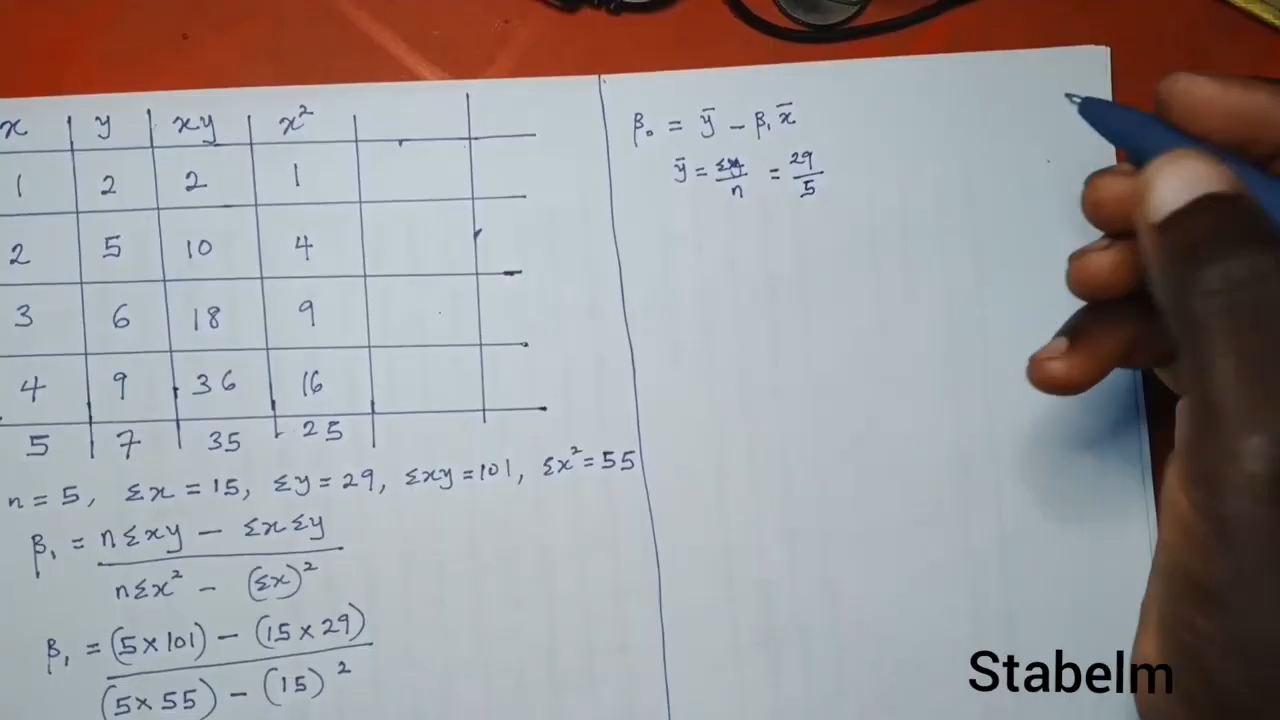 x y xy x²
1 2 2 1
2 5 10 4
3 6 18 9
4 9 36 16
5 7 35 25
n = 5, Σx = 15, Σy = 29, Σxy = 101, Σx² = 55
β₁ = nΣxy − ΣxΣy
nΣx² − (Σx)²
β₁ = (5×101) − (15×29)
(5×55) − (15)²
β₀ = ȳ − β₁x̄
ȳ = Σy/n = 29/5
Stabelm